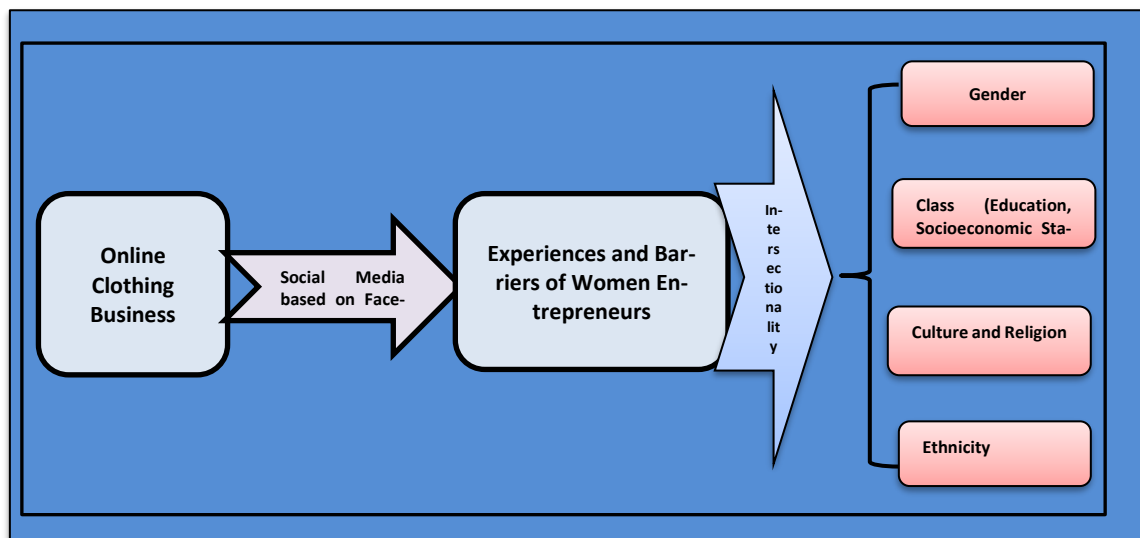 Online
Clothing
Business
Social Media
based on Face-
Experiences and Bar-
riers of Women En-
trepreneurs
In-
te
rs
ec
tio
na
lit
y
Gender
Class (Education,
Socioeconomic Sta-
Culture and Religion
Ethnicity